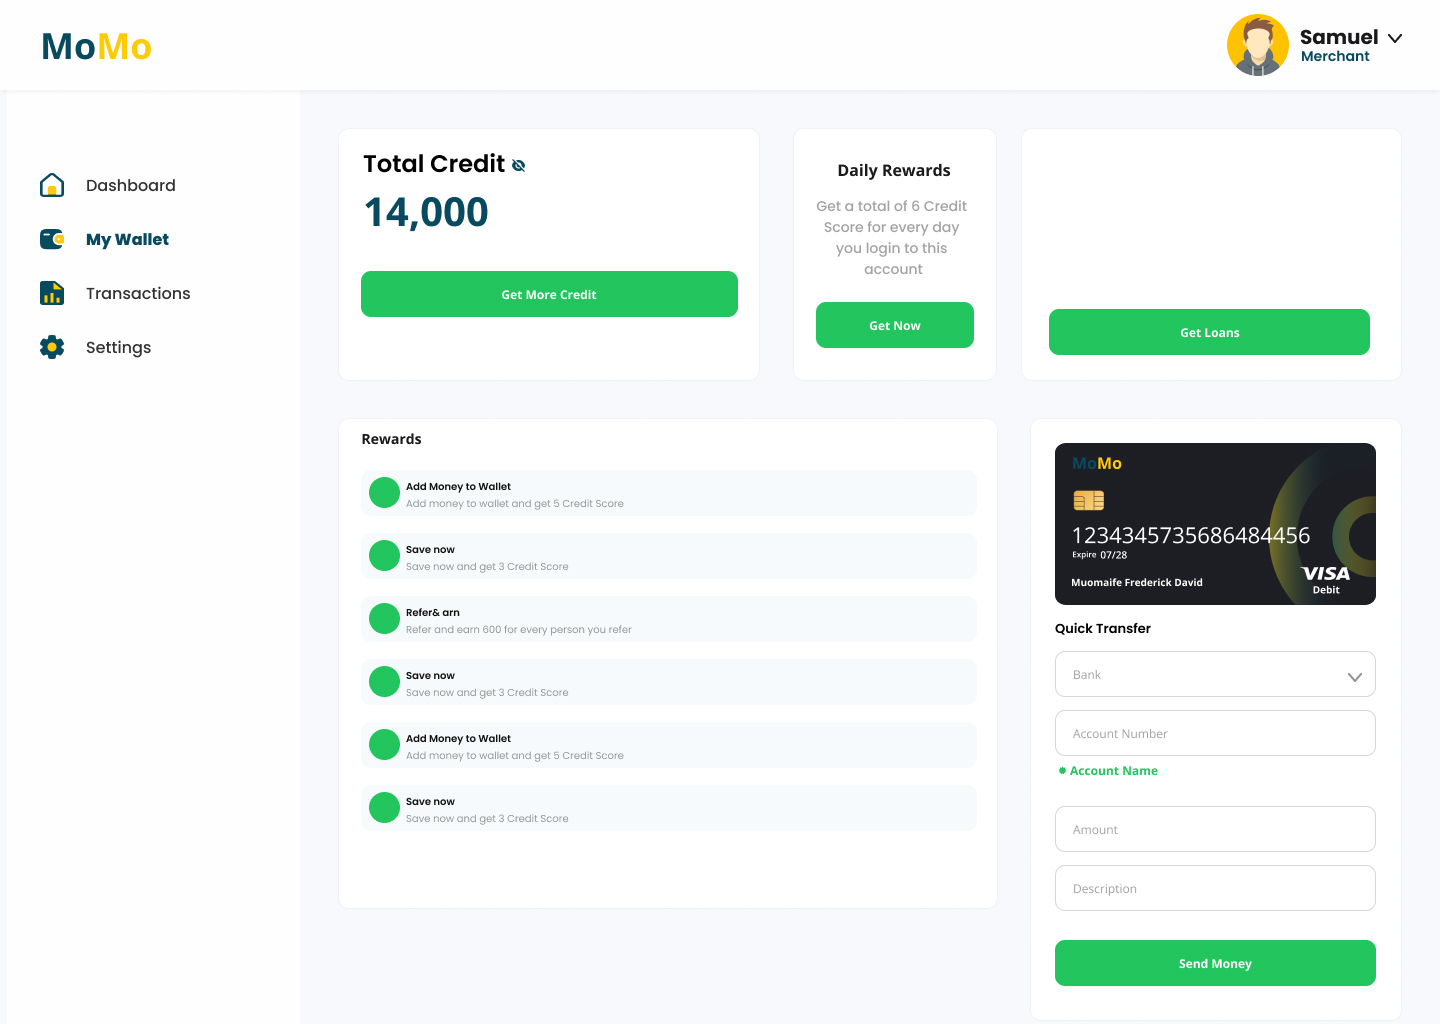 MoMo
Samuel
Merchant
Dashboard
My Wallet
Transactions
Settings
Total Credit
14,000
Get More Credit
Daily Rewards
Get a total of 6 Credit
Score for every day
you login to this
account
Get Now
Get Loans
Rewards
Add Money to Wallet
Add money to wallet and get 5 Credit Score
Save now
Save now and get 3 Credit Score
Refer& arn
Refer and earn 600 for every person you refer
Save now
Save now and get 3 Credit Score
Add Money to Wallet
Add money to wallet and get 5 Credit Score
Save now
Save now and get 3 Credit Score
MoMo
1234345735686484456
Expire 07/28
Muomaife Frederick David
VISA
Debit
Quick Transfer
Bank
Account Number
Account Name
Amount
Description
Send Money